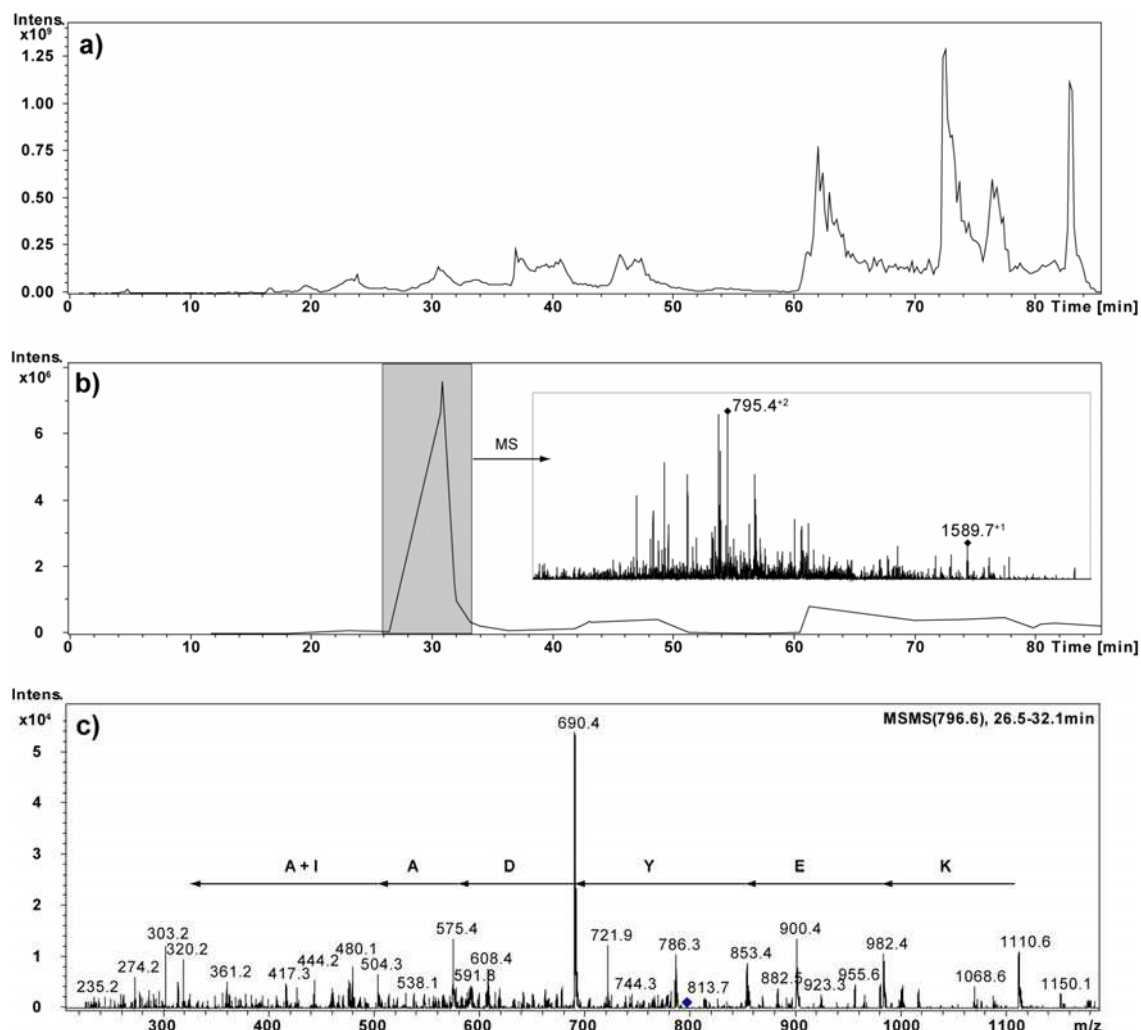 Intens.
x10⁹
a)
1.25
1.00
0.75
0.50
0.25
0.00
0 10 20 30 40 50 60 70 80 Time [min]
Intens.
x10⁶
b)
795.4⁺²
MS
1589.7⁺¹
6
4
2
0
0 10 20 30 40 50 60 70 80 Time [min]
Intens.
x10⁴
c)
690.4
MSMS(796.6), 26.5-32.1min
5
4
3
2
1
0
A + I A D Y E K
303.2 320.2 575.4 721.9 900.4 1110.6
274.2 444.2 480.1 608.4 786.3 853.4 982.4
235.2 361.2 417.3 504.3 538.1 591.3 744.3 813.7 882.5 923.3 955.6 1068.6 1150.1
300 400 500 600 700 800 900 1000 1100 m/z